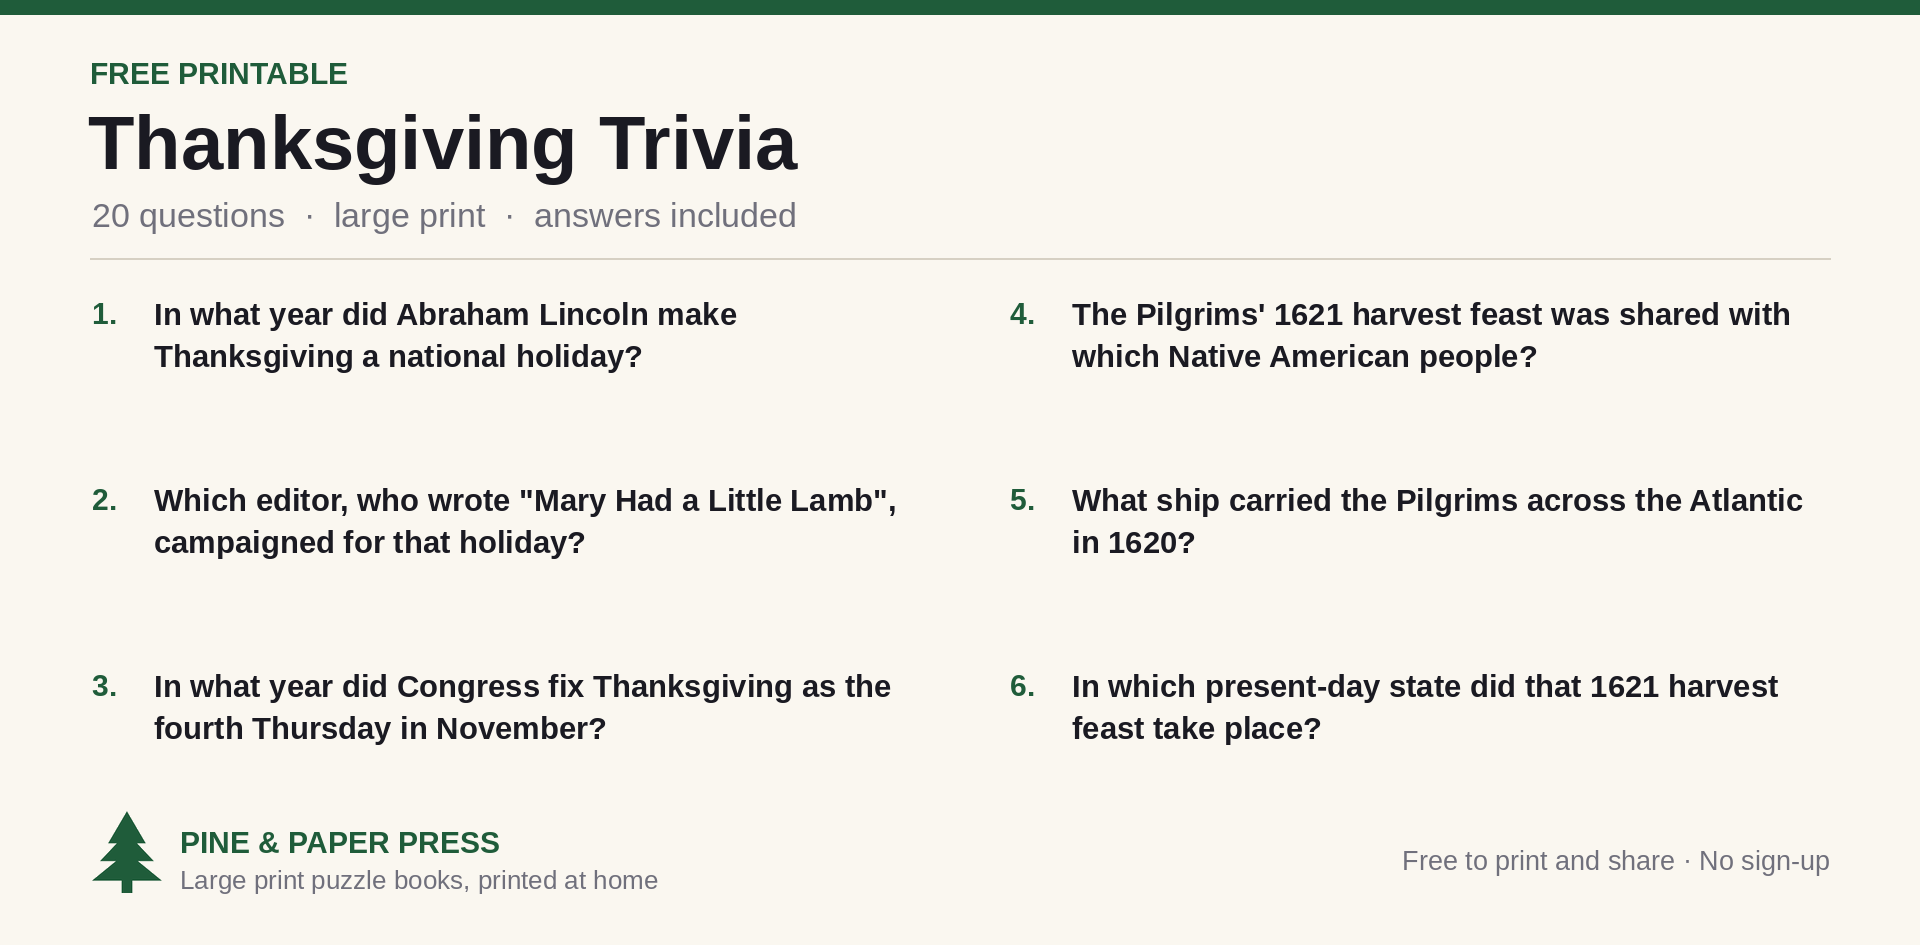 FREE PRINTABLE
Thanksgiving Trivia
20 questions · large print · answers included
1. In what year did Abraham Lincoln make
Thanksgiving a national holiday?
2. Which editor, who wrote "Mary Had a Little Lamb",
campaigned for that holiday?
3. In what year did Congress fix Thanksgiving as the
fourth Thursday in November?
4. The Pilgrims' 1621 harvest feast was shared with
which Native American people?
5. What ship carried the Pilgrims across the Atlantic
in 1620?
6. In which present-day state did that 1621 harvest
feast take place?
PINE & PAPER PRESS
Large print puzzle books, printed at home
Free to print and share · No sign-up